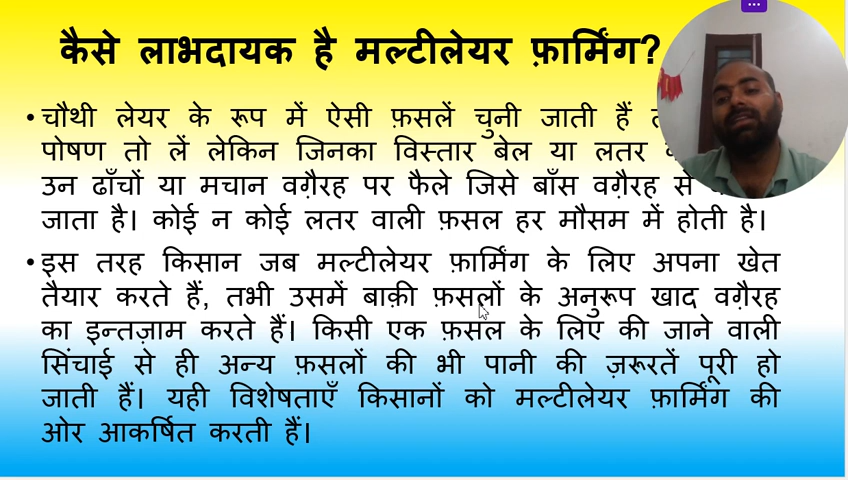 कैसे लाभदायक है मल्टीलेयर फ़ार्मिंग?
• चौथी लेयर के रूप में ऐसी फ़सलें चुनी जाती हैं
पोषण तो लें लेकिन जिनका विस्तार बेल या लतर
उन ढाँचों या मचान वग़ैरह पर फैले जिसे बाँस वग़ैरह से
जाता है। कोई न कोई लतर वाली फ़सल हर मौसम में होती है।
• इस तरह किसान जब मल्टीलेयर फ़ार्मिंग के लिए अपना खेत
तैयार करते हैं, तभी उसमें बाक़ी फ़सलों के अनुरूप खाद वग़ैरह
का इन्तज़ाम करते हैं। किसी एक फ़सल के लिए की जाने वाली
सिंचाई से ही अन्य फ़सलों की भी पानी की ज़रूरतें पूरी हो
जाती हैं। यही विशेषताएँ किसानों को मल्टीलेयर फ़ार्मिंग की
ओर आकर्षित करती हैं।